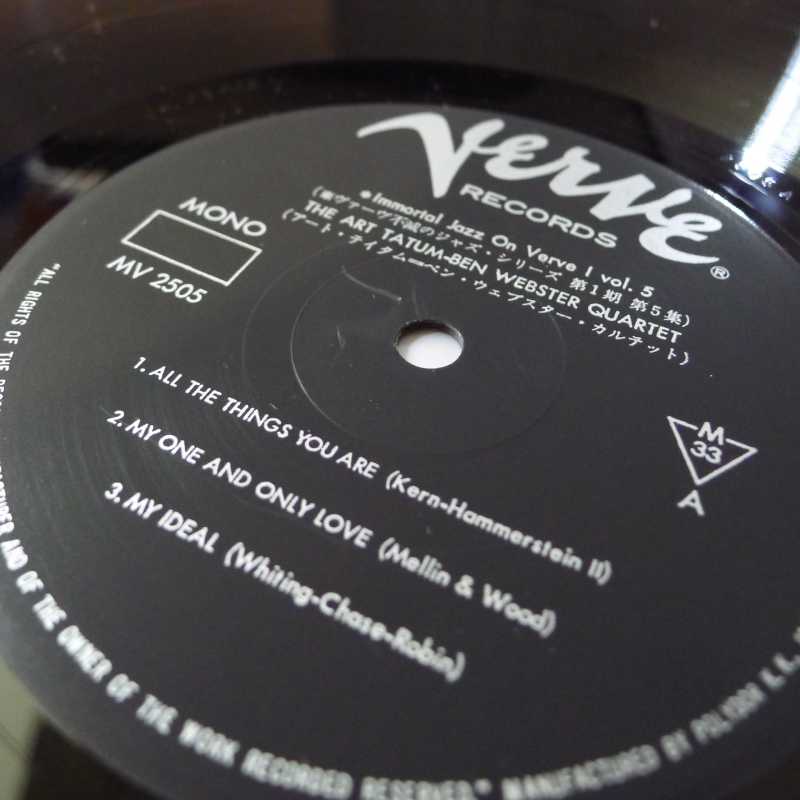 Verve
RECORDS
®
* Immortal Jazz On Verve I vol. 5
(※ヴァーヴ不滅のジャズ・シリーズ 第1期 第5集)
THE ART TATUM-BEN WEBSTER QUARTET
(アート・テイタム=ベン・ウェブスター・カルテット)
MONO
MV 2505
M
33
A
1. ALL THE THINGS YOU ARE (Kern-Hammerstein II)
2. MY ONE AND ONLY LOVE (Mellin & Wood)
3. MY IDEAL (Whiting-Chase-Robin)
"ALL RIGHTS OF THE AND OF THE OWNER OF THE WORK RECORDED RESERVED." MANUFACTURED BY POLYDOR K.K.